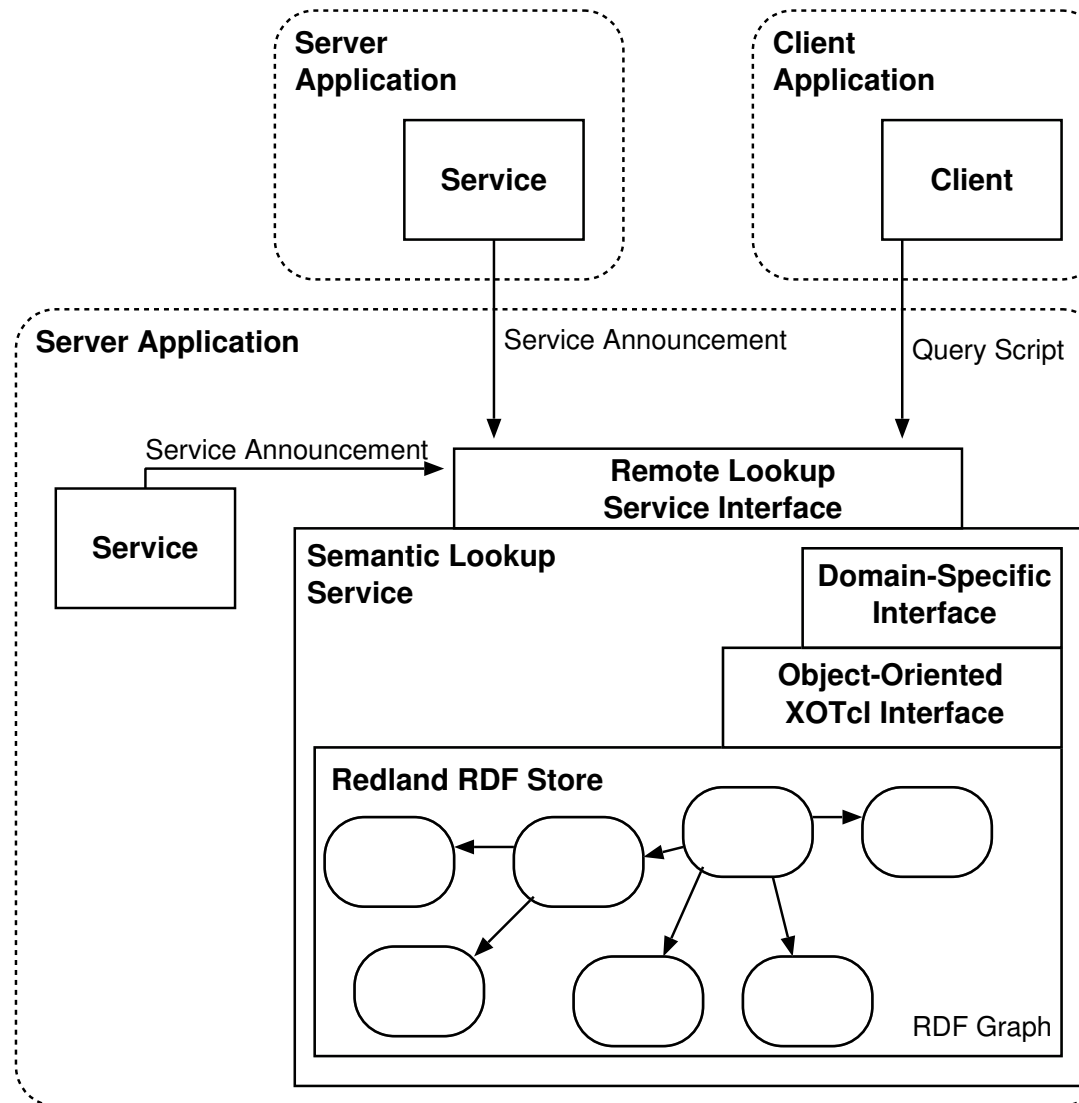 Server
Application
Service
Client
Application
Client
Server Application
Service Announcement
Query Script
Service Announcement
Service
Remote Lookup
Service Interface
Semantic Lookup
Service
Domain-Specific
Interface
Object-Oriented
XOTcl Interface
Redland RDF Store
RDF Graph